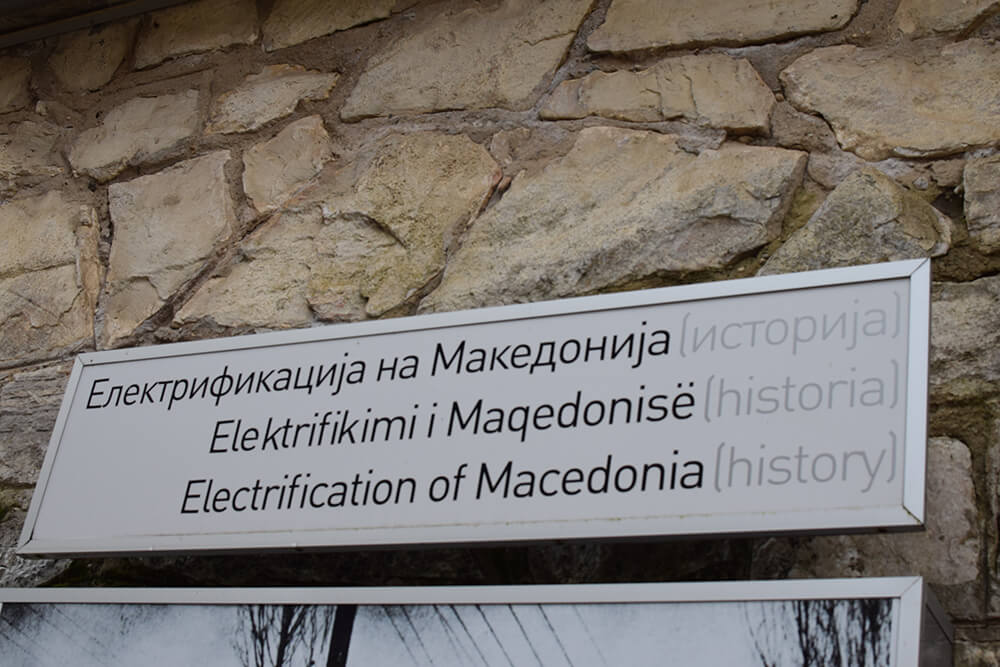 Електрификација на Македонија (историја)
Elektrifikimi i Maqedonisë (historia)
Electrification of Macedonia (history)